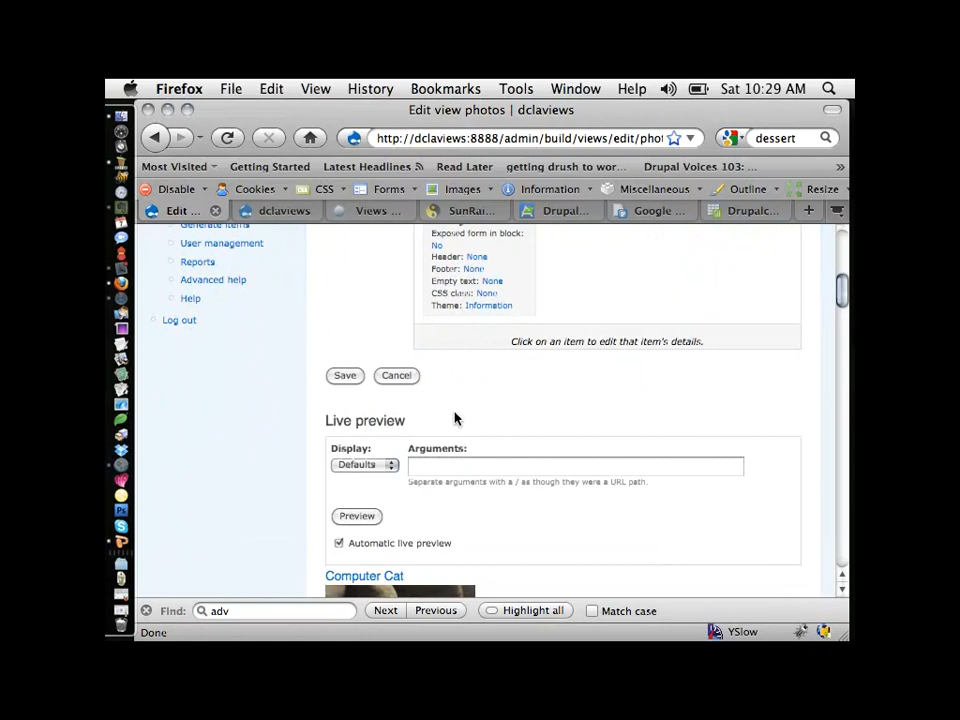 Firefox File Edit View History Bookmarks Tools Window Help Sat 10:29 AM
Edit view photos | dclaviews
http://dclaviews:8888/admin/build/views/edit/phot dessert
Most Visited Getting Started Latest Headlines Read Later getting drush to wor... Drupal Voices 103:... »
Disable Cookies CSS Forms Images Information Miscellaneous Outline Resize
Edit ... dclaviews Views ... SunRai... Drupal... Google ... Drupalc...
Generate items
User management
Reports
Advanced help
Help
Log out
Exposed form in block:
No
Header: None
Footer: None
Empty text: None
CSS class: None
Theme: Information
Click on an item to edit that item's details.
Save Cancel
Live preview
Display: Arguments:
Defaults
Separate arguments with a / as though they were a URL path.
Preview
Automatic live preview
Computer Cat
Find: adv Next Previous Highlight all Match case
Done YSlow